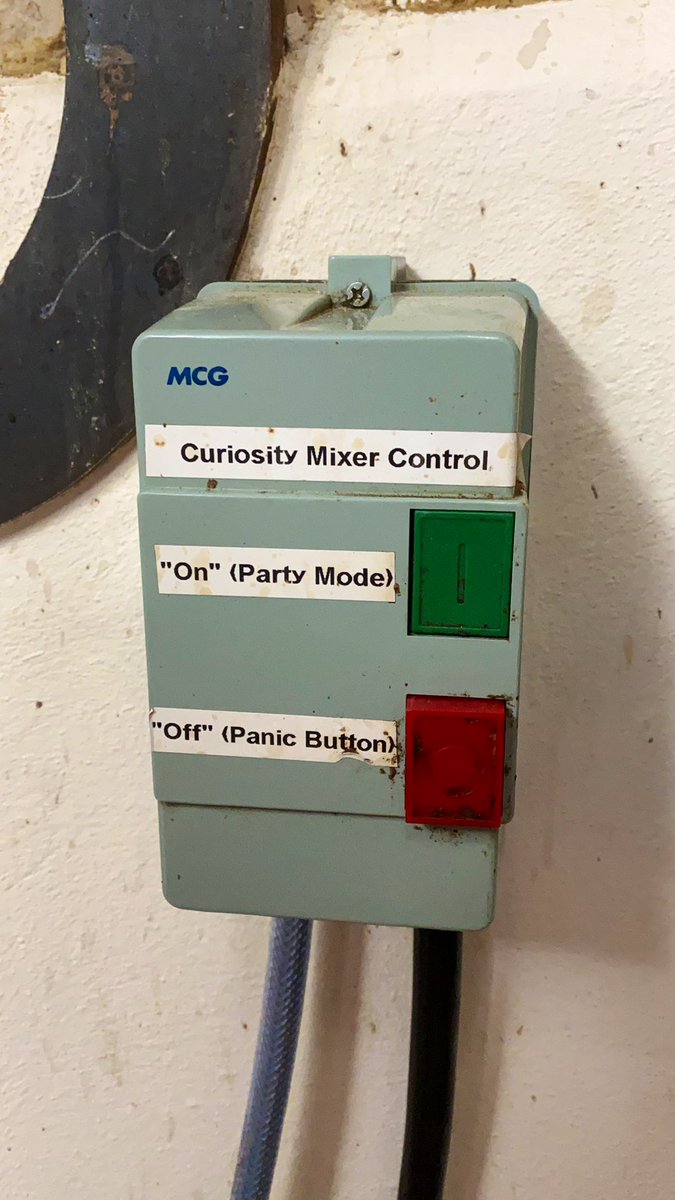 MCG
Curiosity Mixer Control
"On" (Party Mode)
"Off" (Panic Button)